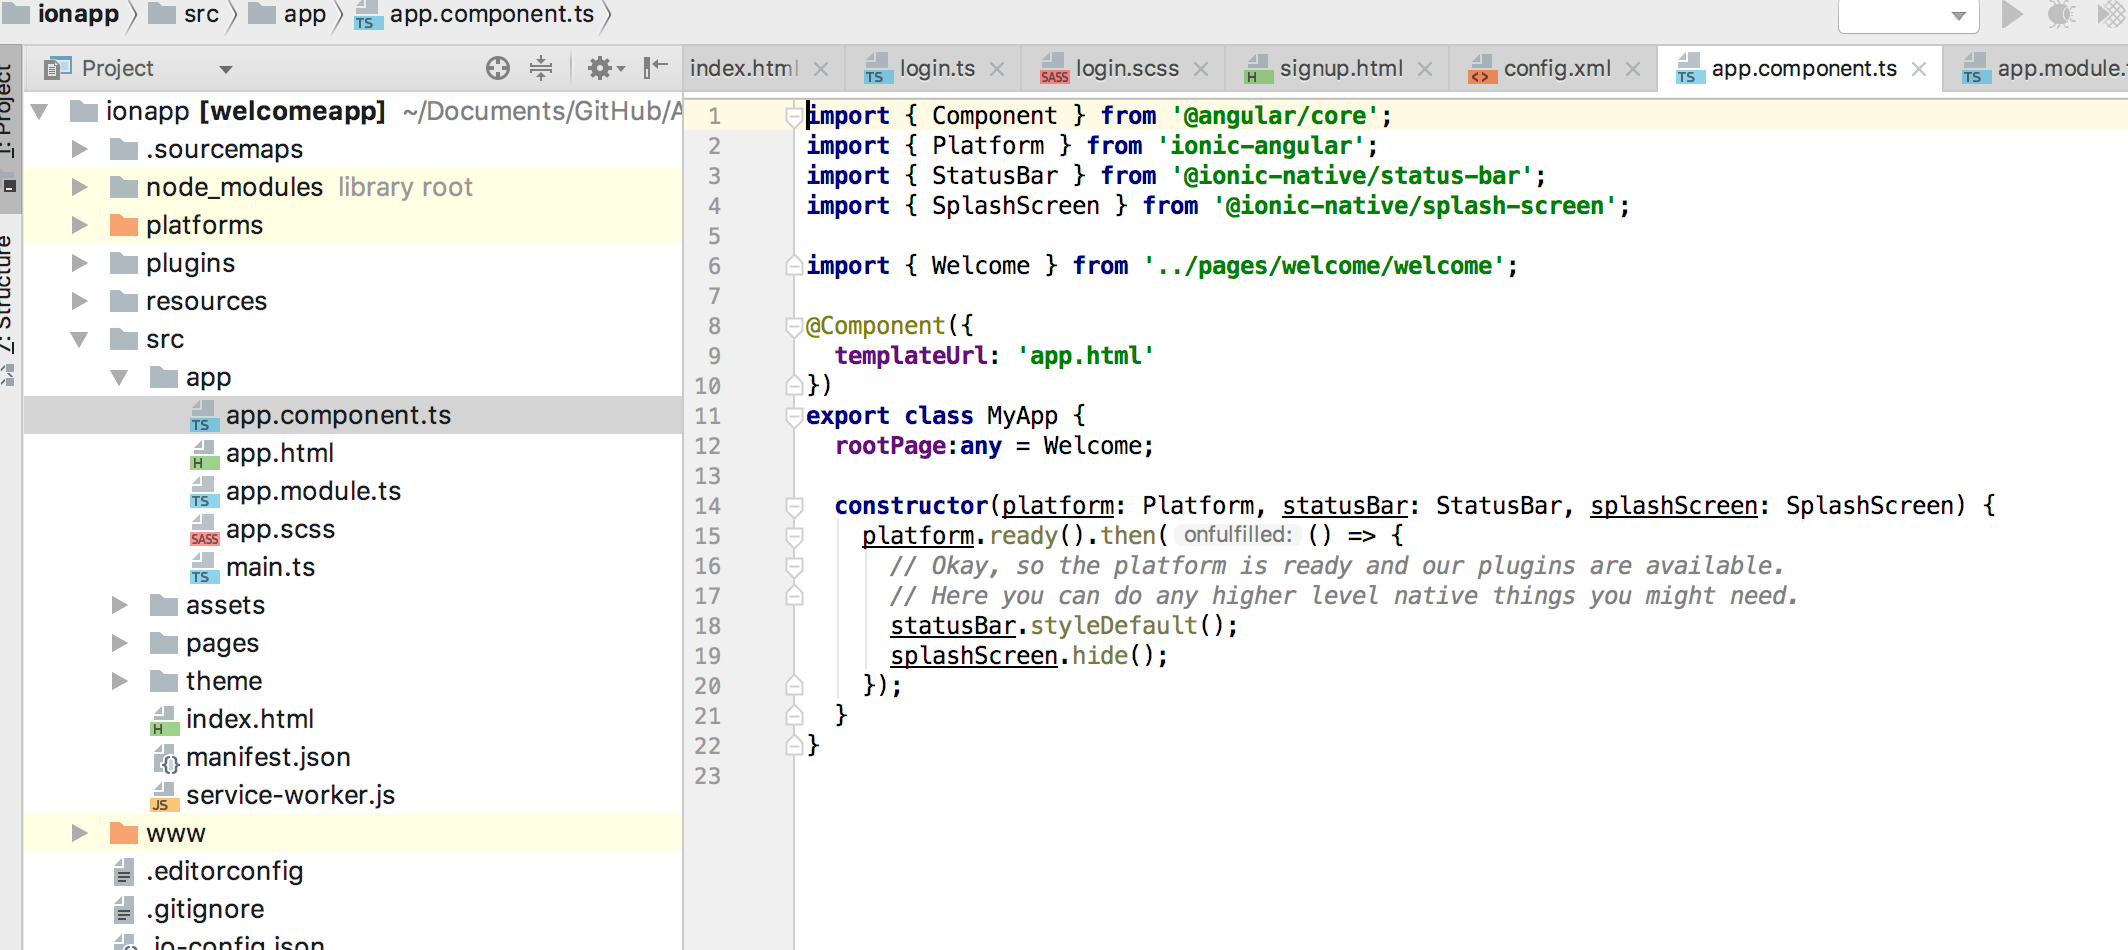 ionapp src app app.component.ts
Project
index.html login.ts login.scss signup.html config.xml app.component.ts app.module.t
1: Project
7: Structure
ionapp [welcomeapp] ~/Documents/GitHub/A
.sourcemaps
node_modules library root
platforms
plugins
resources
src
app
app.component.ts
app.html
app.module.ts
app.scss
main.ts
assets
pages
theme
index.html
manifest.json
service-worker.js
www
.editorconfig
.gitignore
.io-config.json
1 import { Component } from '@angular/core';
2 import { Platform } from 'ionic-angular';
3 import { StatusBar } from '@ionic-native/status-bar';
4 import { SplashScreen } from '@ionic-native/splash-screen';
5
6 import { Welcome } from '../pages/welcome/welcome';
7
8 @Component({
9 templateUrl: 'app.html'
10 })
11 export class MyApp {
12 rootPage:any = Welcome;
13
14 constructor(platform: Platform, statusBar: StatusBar, splashScreen: SplashScreen) {
15 platform.ready().then( onfulfilled: () => {
16 // Okay, so the platform is ready and our plugins are available.
17 // Here you can do any higher level native things you might need.
18 statusBar.styleDefault();
19 splashScreen.hide();
20 });
21 }
22 }
23